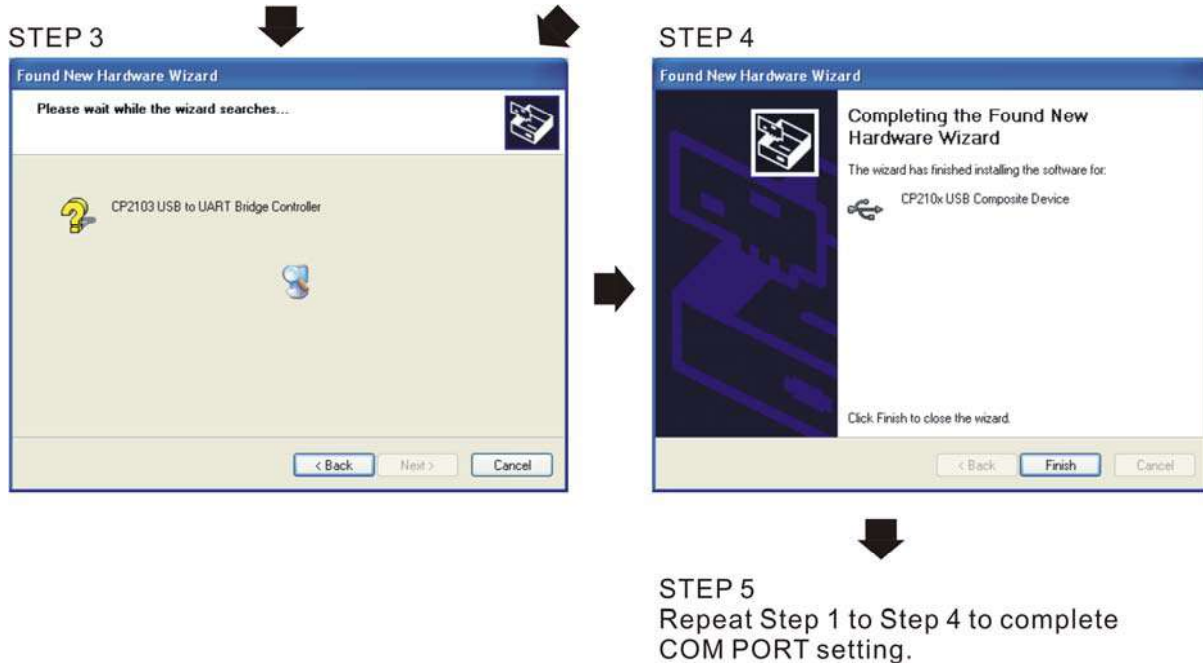 STEP 3
Found New Hardware Wizard
Please wait while the wizard searches...
CP2103 USB to UART Bridge Controller
< Back
Next >
Cancel
STEP 4
Found New Hardware Wizard
Completing the Found New
Hardware Wizard
The wizard has finished installing the software for:
CP210x USB Composite Device
Click Finish to close the wizard.
< Back
Finish
Cancel
STEP 5
Repeat Step 1 to Step 4 to complete
COM PORT setting.